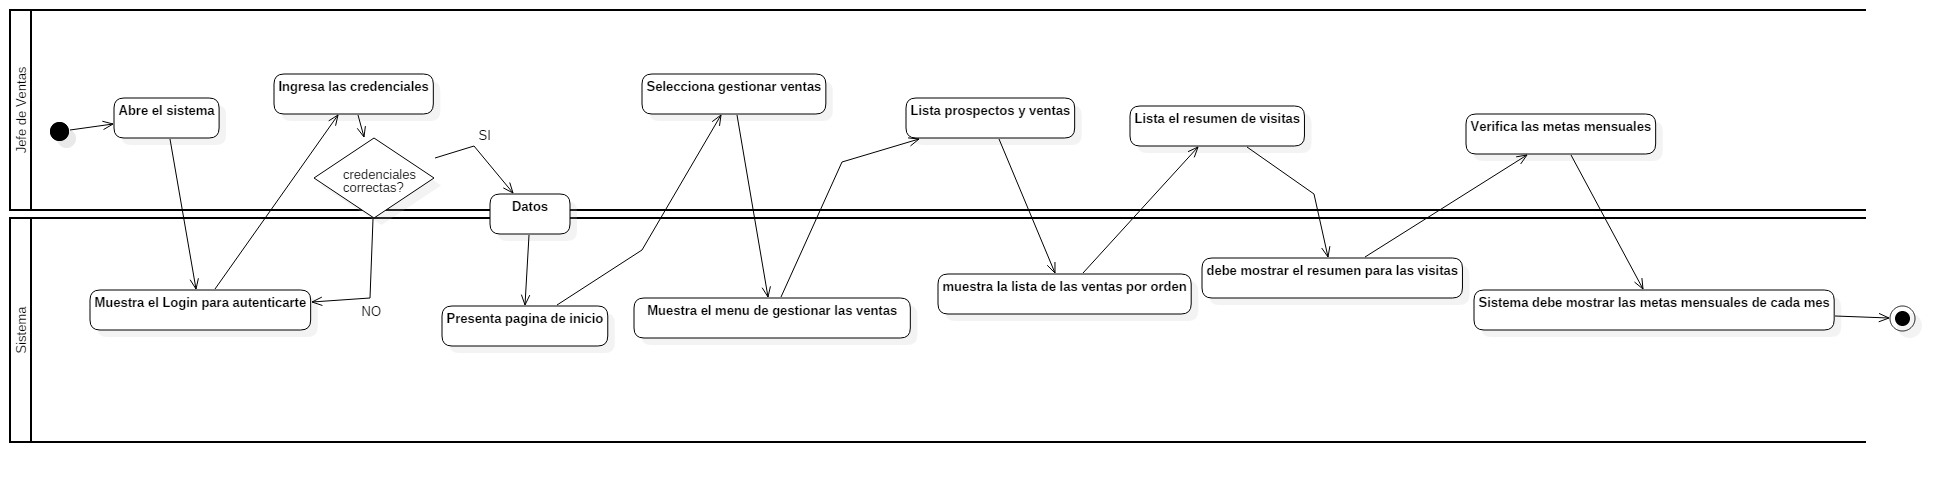 Jefe de Ventas
Abre el sistema
Ingresa las credenciales
credenciales
correctas?
SI
NO
Datos
Selecciona gestionar ventas
Lista prospectos y ventas
Lista el resumen de visitas
Verifica las metas mensuales
Sistema
Muestra el Login para autenticarte
Presenta pagina de inicio
Muestra el menu de gestionar las ventas
muestra la lista de las ventas por orden
debe mostrar el resumen para las visitas
Sistema debe mostrar las metas mensuales de cada mes